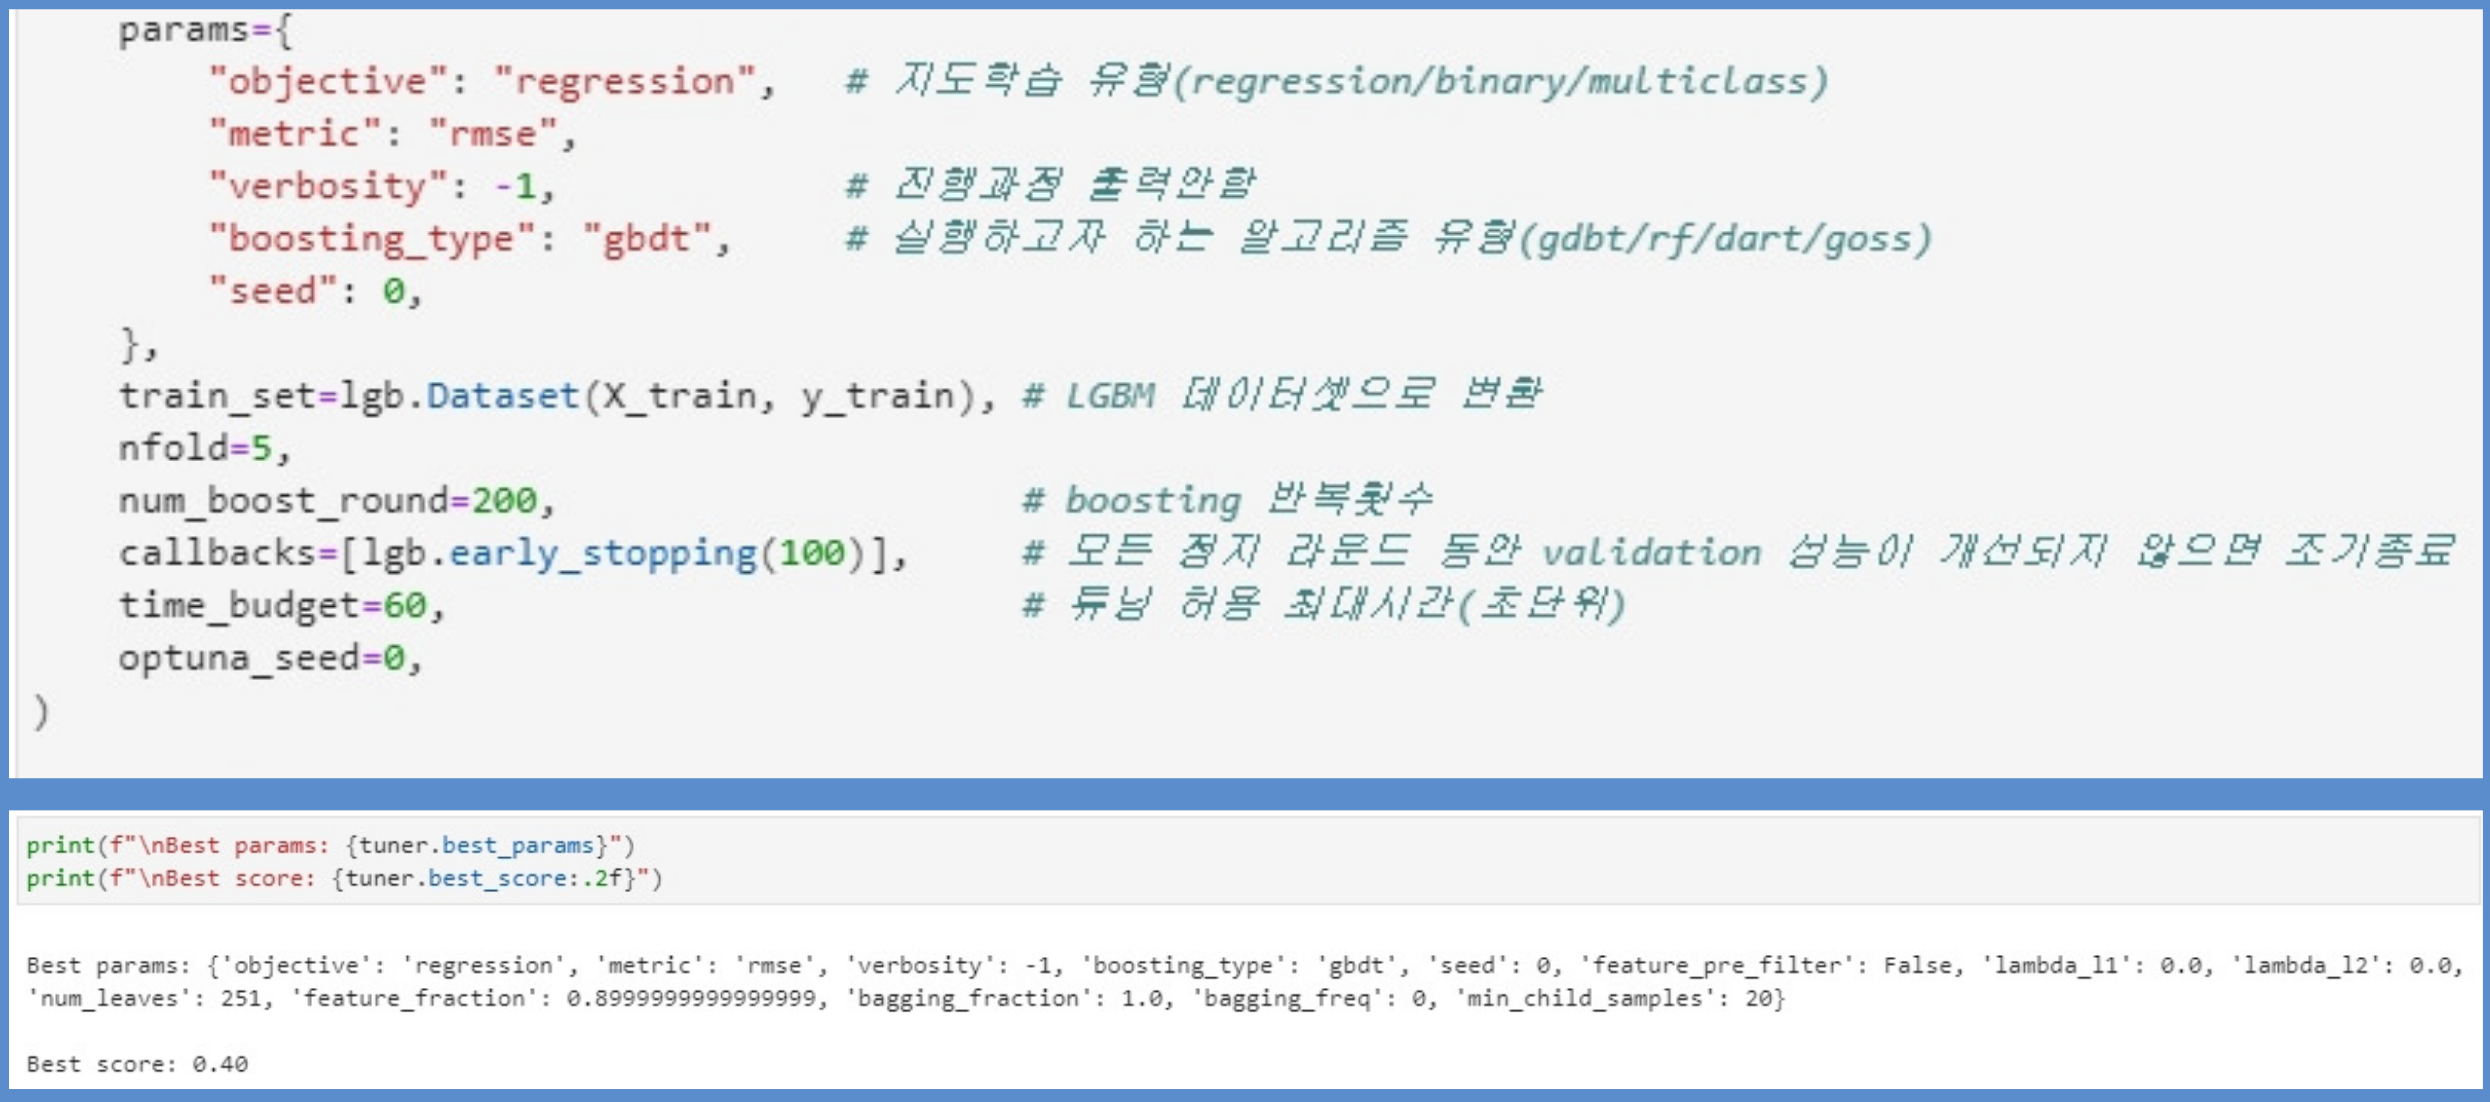 params={
"objective": "regression", # 지도학습 유형(regression/binary/multiclass)
"metric": "rmse",
"verbosity": -1, # 진행과정 출력안함
"boosting_type": "gbdt", # 실행하고자 하는 알고리즘 유형(gdbt/rf/dart/goss)
"seed": 0,
},
train_set=lgb.Dataset(X_train, y_train), # LGBM 데이터셋으로 변환
nfold=5,
num_boost_round=200, # boosting 반복횟수
callbacks=[lgb.early_stopping(100)], # 모든 정지 라운드 동안 validation 성능이 개선되지 않으면 조기종료
time_budget=60, # 튜닝 허용 최대시간(초단위)
optuna_seed=0,
)
print(f"\nBest params: {tuner.best_params}")
print(f"\nBest score: {tuner.best_score:.2f}")
Best params: {'objective': 'regression', 'metric': 'rmse', 'verbosity': -1, 'boosting_type': 'gbdt', 'seed': 0, 'feature_pre_filter': False, 'lambda_l1': 0.0, 'lambda_l2': 0.0,
'num_leaves': 251, 'feature_fraction': 0.8999999999999999, 'bagging_fraction': 1.0, 'bagging_freq': 0, 'min_child_samples': 20}
Best score: 0.40